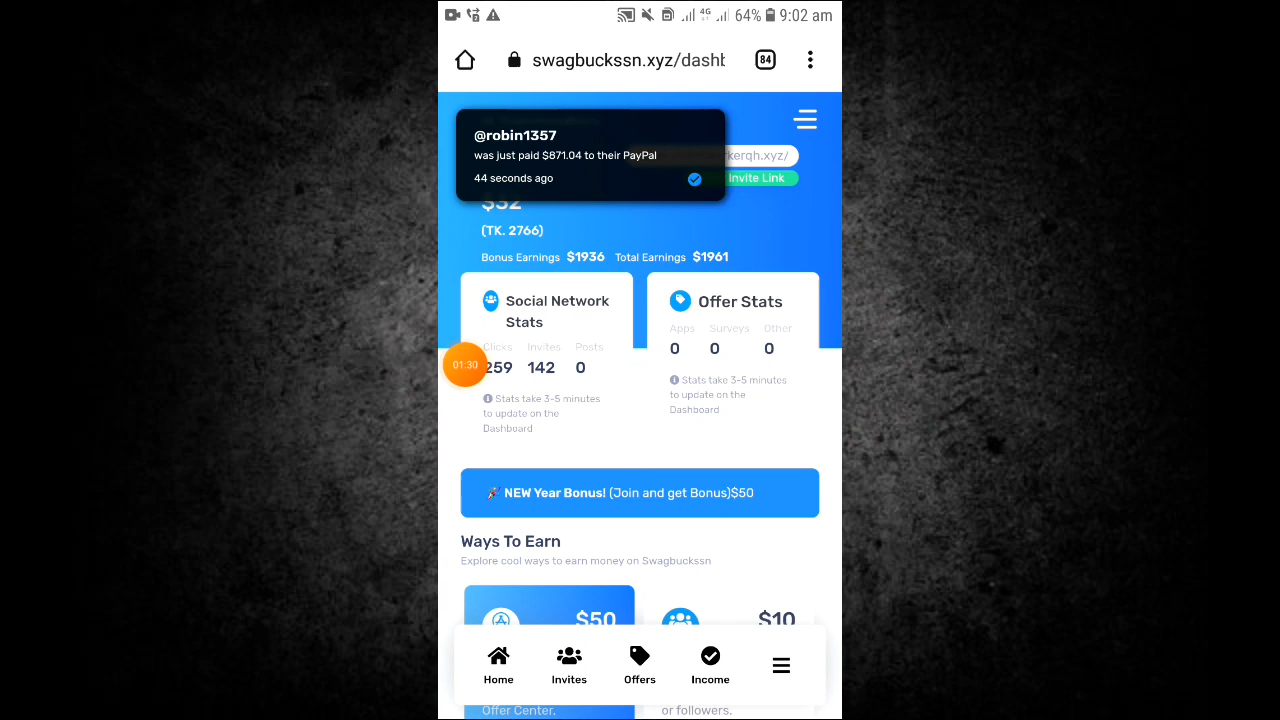 4G 64% 9:02 am
swagbuckssn.xyz/dashb
84
@robin1357
was just paid $871.04 to their PayPal
44 seconds ago
kerqh.xyz/
Invite Link
$32
(TK. 2766)
Bonus Earnings $1936 Total Earnings $1961
Social Network
Stats
Clicks Invites Posts
259 142 0
Stats take 3-5 minutes
to update on the
Dashboard
Offer Stats
Apps Surveys Other
0 0 0
Stats take 3-5 minutes
to update on the
Dashboard
01:30
NEW Year Bonus! (Join and get Bonus)$50
Ways To Earn
Explore cool ways to earn money on Swagbuckssn
$50
$10
Home Invites Offers Income
Offer Center.
or followers.